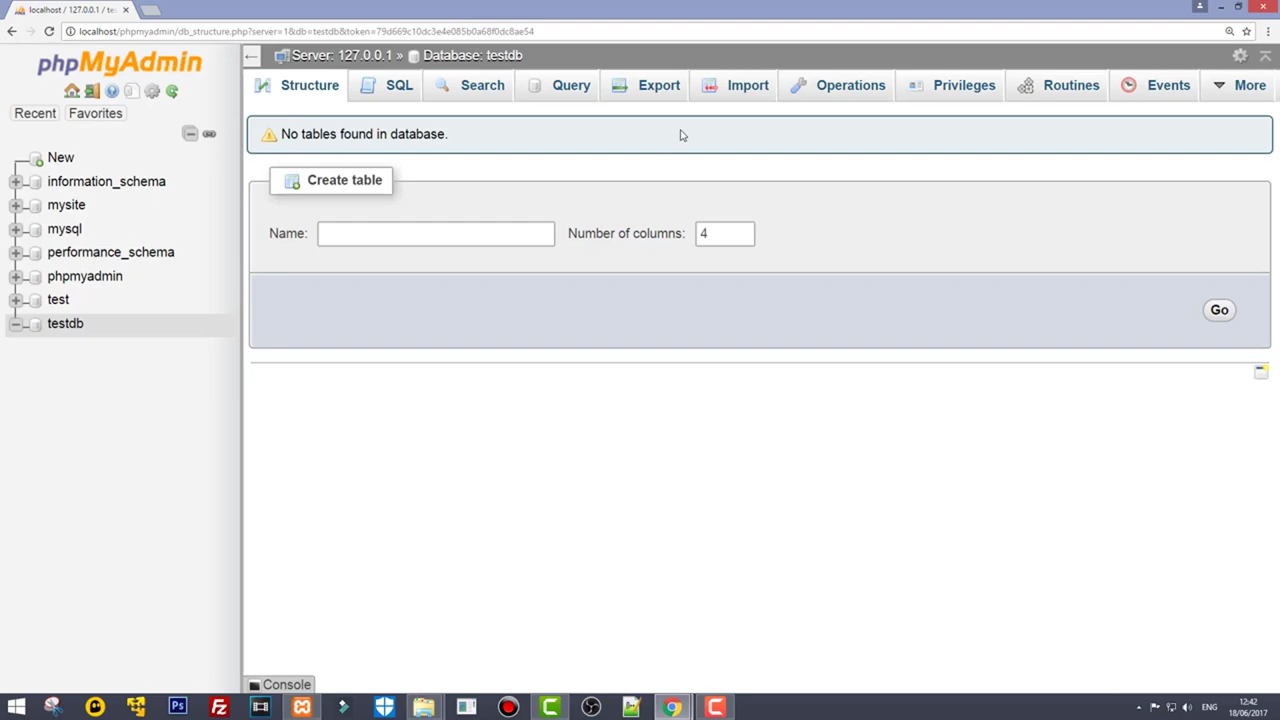 localhost / 127.0.0.1 / te
localhost/phpmyadmin/db_structure.php?server=1&db=testdb&token=79d669c10dc3e4e085b0a68f0dc8ae54
phpMyAdmin
Server: 127.0.0.1 » Database: testdb
Structure SQL Search Query Export Import Operations Privileges Routines Events More
Recent Favorites
No tables found in database.
New
information_schema
mysite
mysql
performance_schema
phpmyadmin
test
testdb
Create table
Name: Number of columns: 4
Go
Console
Ps Fz
ENG
12:42
18/06/2017